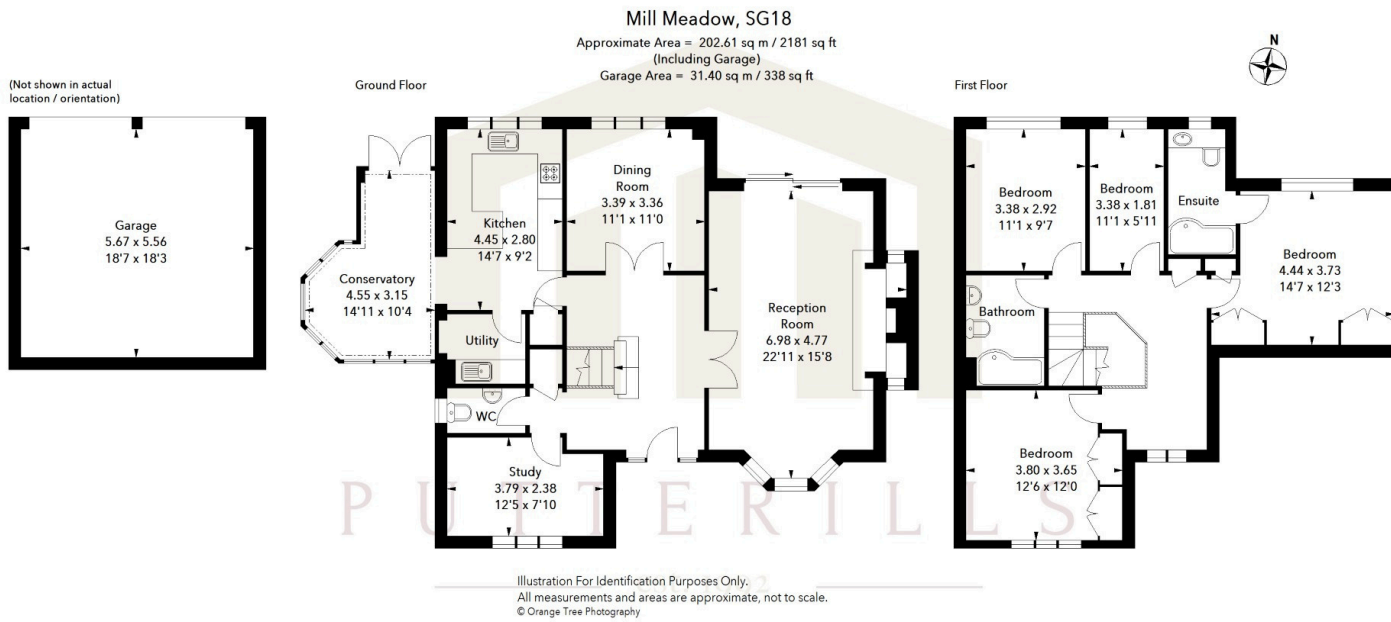 Mill Meadow, SG18
Approximate Area = 202.61 sq m / 2181 sq ft
(Including Garage)
Garage Area = 31.40 sq m / 338 sq ft
N
(Not shown in actual
location / orientation)
Ground Floor
First Floor
Garage
5.67 x 5.56
18'7 x 18'3
Conservatory
4.55 x 3.15
14'11 x 10'4
Kitchen
4.45 x 2.80
14'7 x 9'2
Dining
Room
3.39 x 3.36
11'1 x 11'0
Utility
WC
Study
3.79 x 2.38
12'5 x 7'10
Reception
Room
6.98 x 4.77
22'11 x 15'8
Bedroom
3.38 x 2.92
11'1 x 9'7
Bedroom
3.38 x 1.81
11'1 x 5'11
Ensuite
Bedroom
4.44 x 3.73
14'7 x 12'3
Bathroom
Bedroom
3.80 x 3.65
12'6 x 12'0
PUTTERILLS
Illustration For Identification Purposes Only.
All measurements and areas are approximate, not to scale.
© Orange Tree Photography